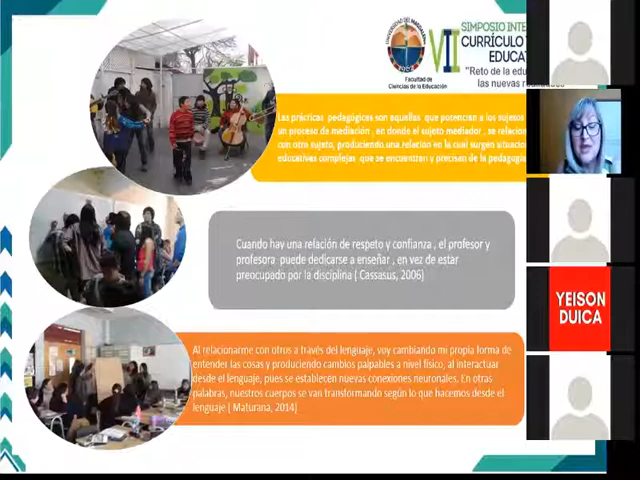 UNIVERSIDAD DEL MAGDALENA
Facultad de
Ciencias de la Educación
VII
SIMPOSIO INTE
CURRÍCULO
EDUCAT
"Reto de la edu
las nuevas
Las prácticas pedagógicas son aquellas que potencian a los sujetos
un proceso de mediación , en donde el sujeto mediador , se relacion
con otro sujeto, produciendo una relación en la cual surgen situacio
educativas complejas que se encuentran y precisan de la pedagogía
Cuando hay una relación de respeto y confianza , el profesor y
profesora puede dedicarse a enseñar , en vez de estar
preocupado por la disciplina ( Cassasus, 2006)
Al relacionarme con otros a través del lenguaje, voy cambiando mi propia forma de
entender las cosas y produciendo cambios palpables a nivel físico, al interactuar
desde el lenguaje, pues se establecen nuevas conexiones neuronales. En otras
palabras, nuestros cuerpos se van transformando según lo que hacemos desde el
lenguaje ( Maturana, 2014)
YEISON
DUICA